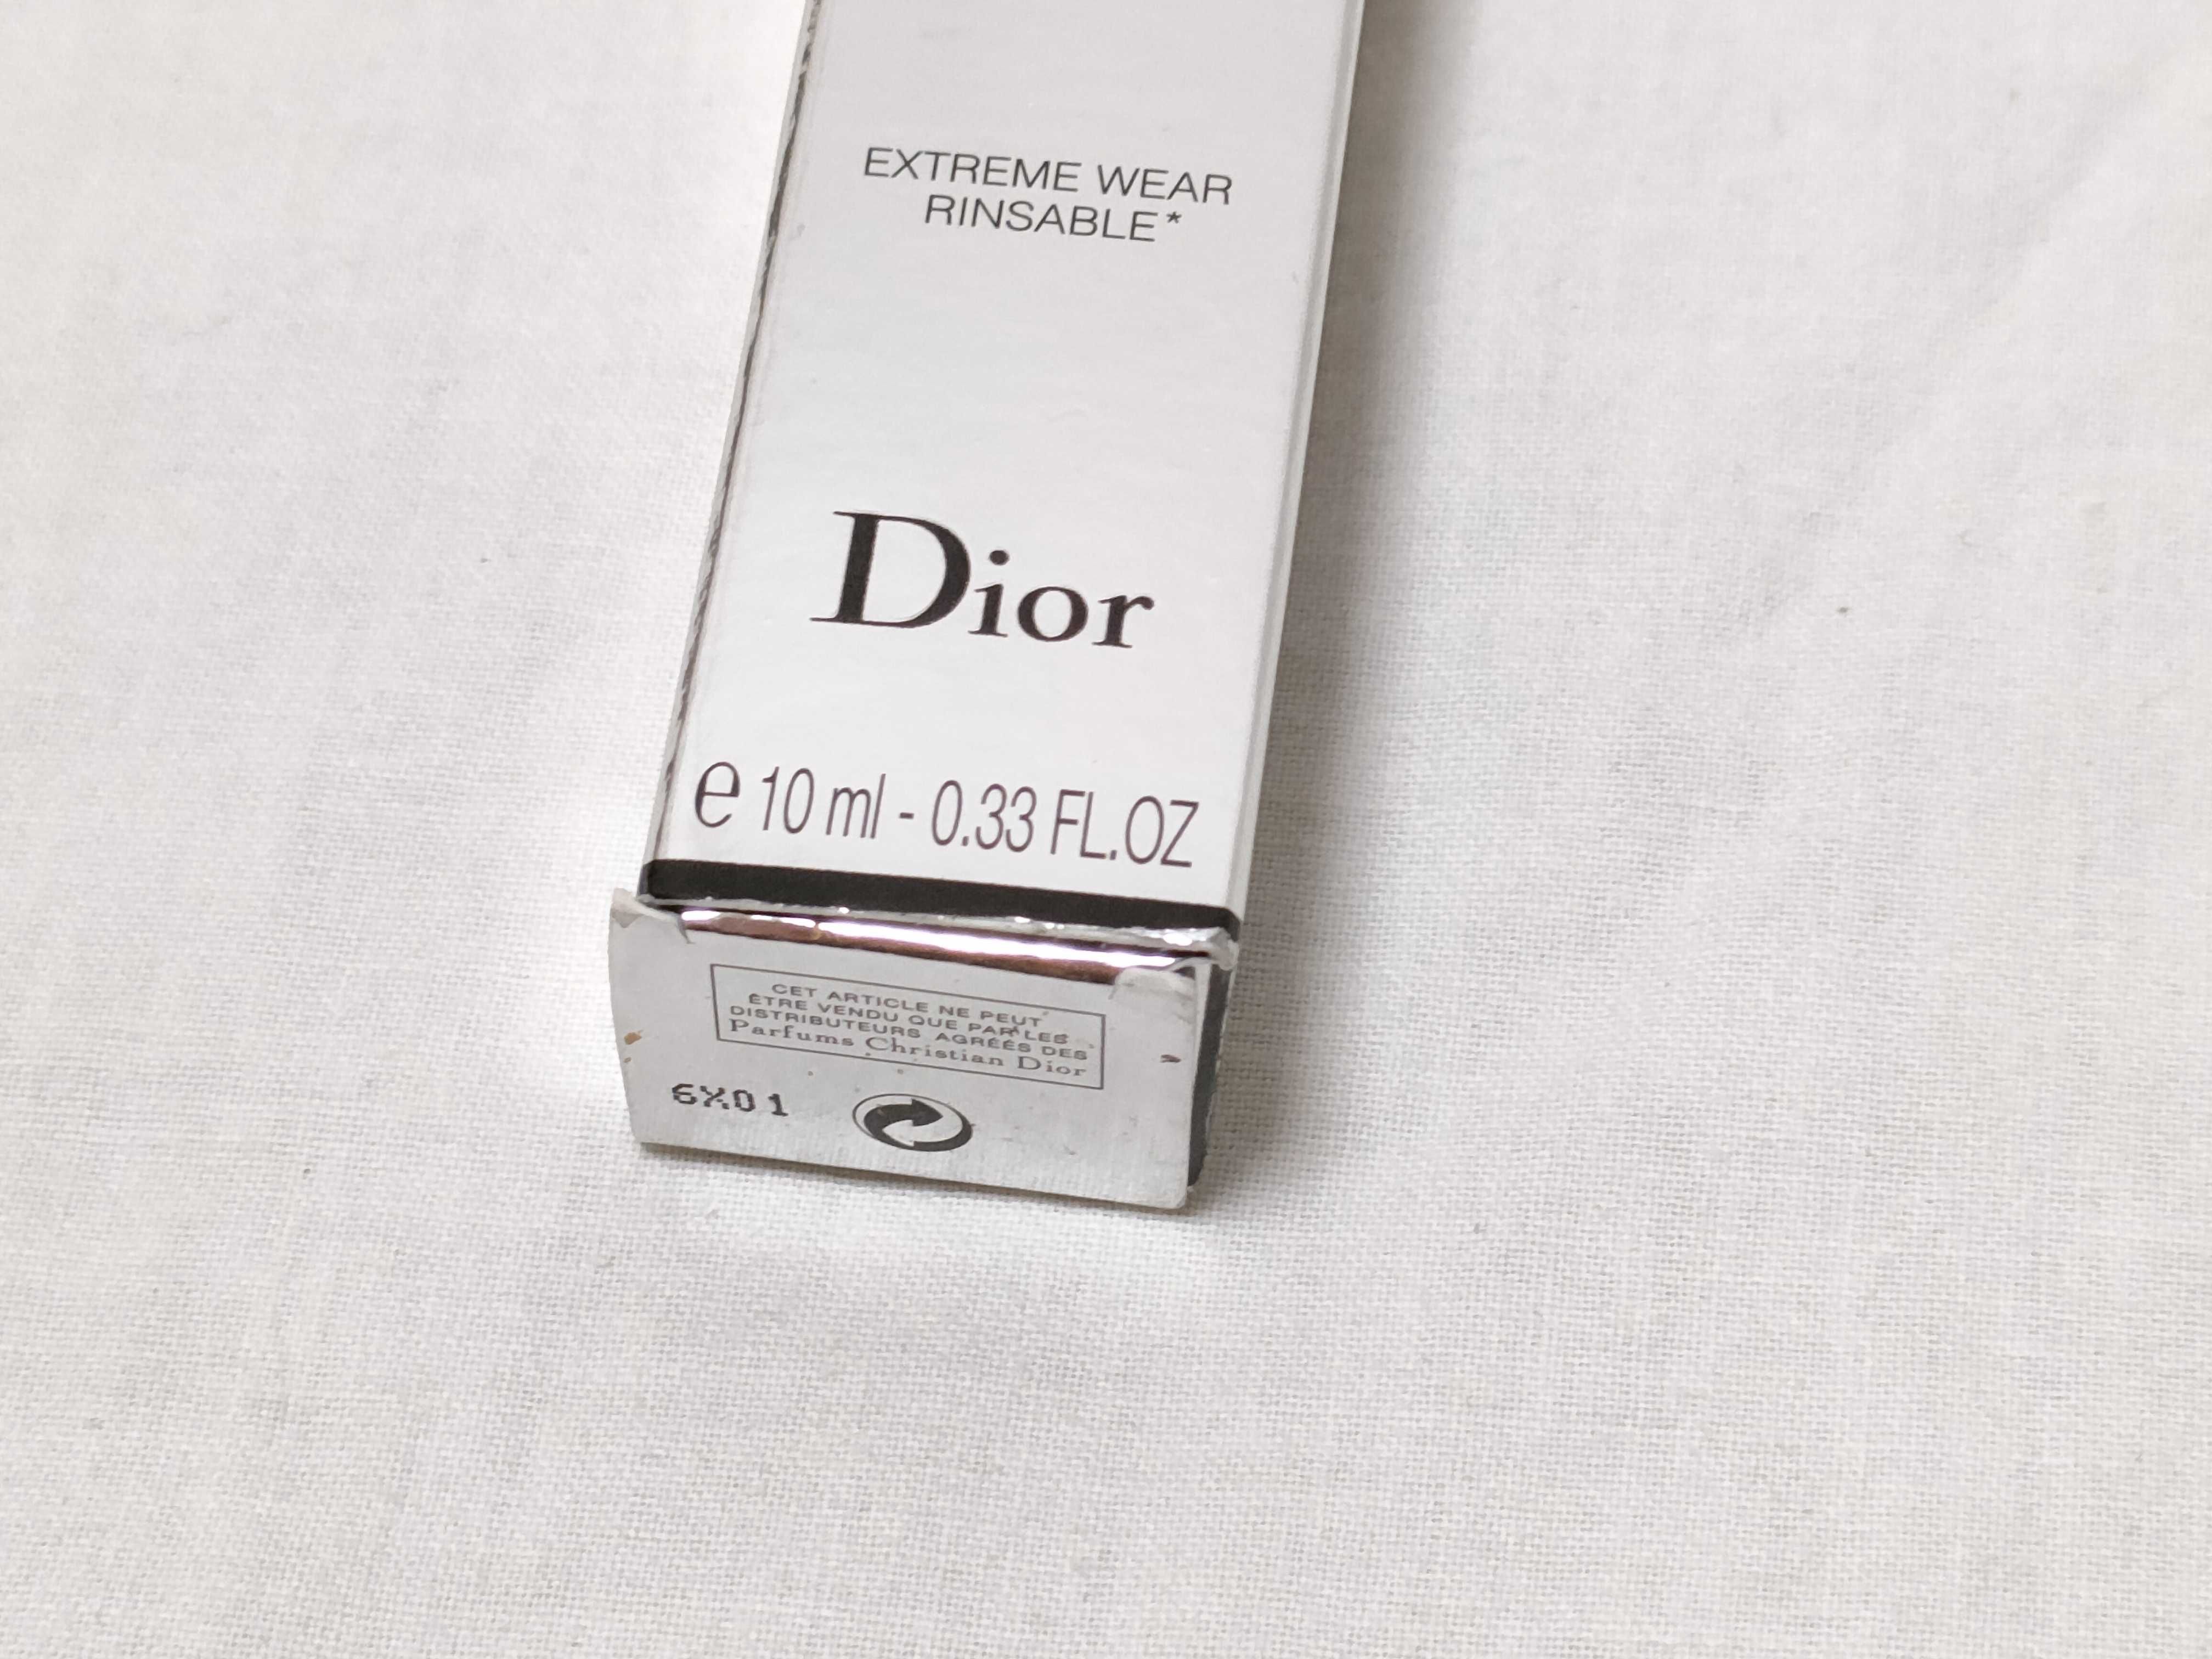 EXTREME WEAR
RINSABLE*
Dior
℮ 10 ml - 0.33 FL.OZ
CET ARTICLE NE PEUT
ÊTRE VENDU QUE PAR LES
DISTRIBUTEURS AGRÉÉS DES
Parfums Christian Dior
6X01